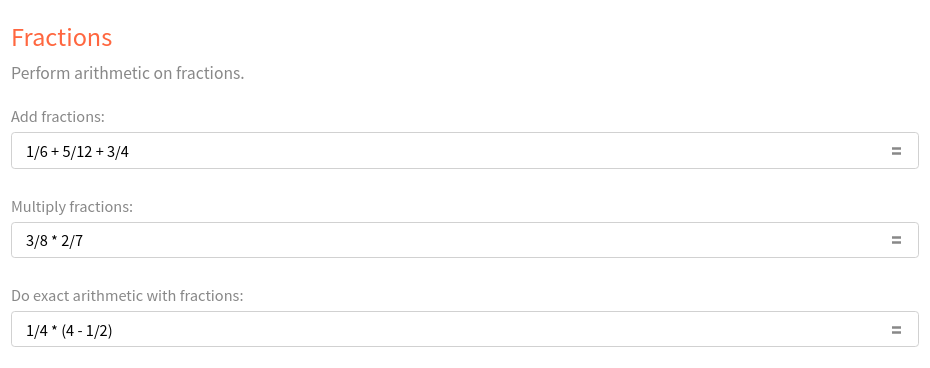 Fractions
Perform arithmetic on fractions.
Add fractions:
1/6 + 5/12 + 3/4 =
Multiply fractions:
3/8 * 2/7 =
Do exact arithmetic with fractions:
1/4 * (4 - 1/2) =